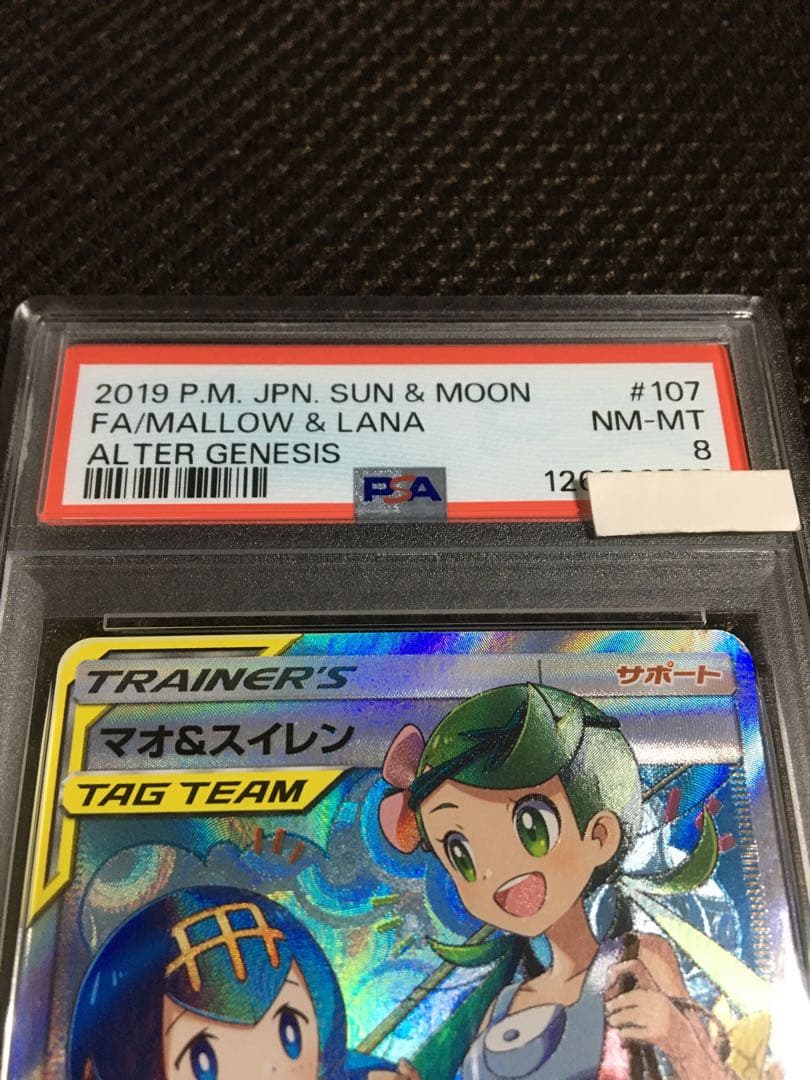 2019 P.M. JPN. SUN & MOON #107
FA/MALLOW & LANA NM-MT
ALTER GENESIS 8
PSA
TRAINER'S サポート
マオ&スイレン
TAG TEAM